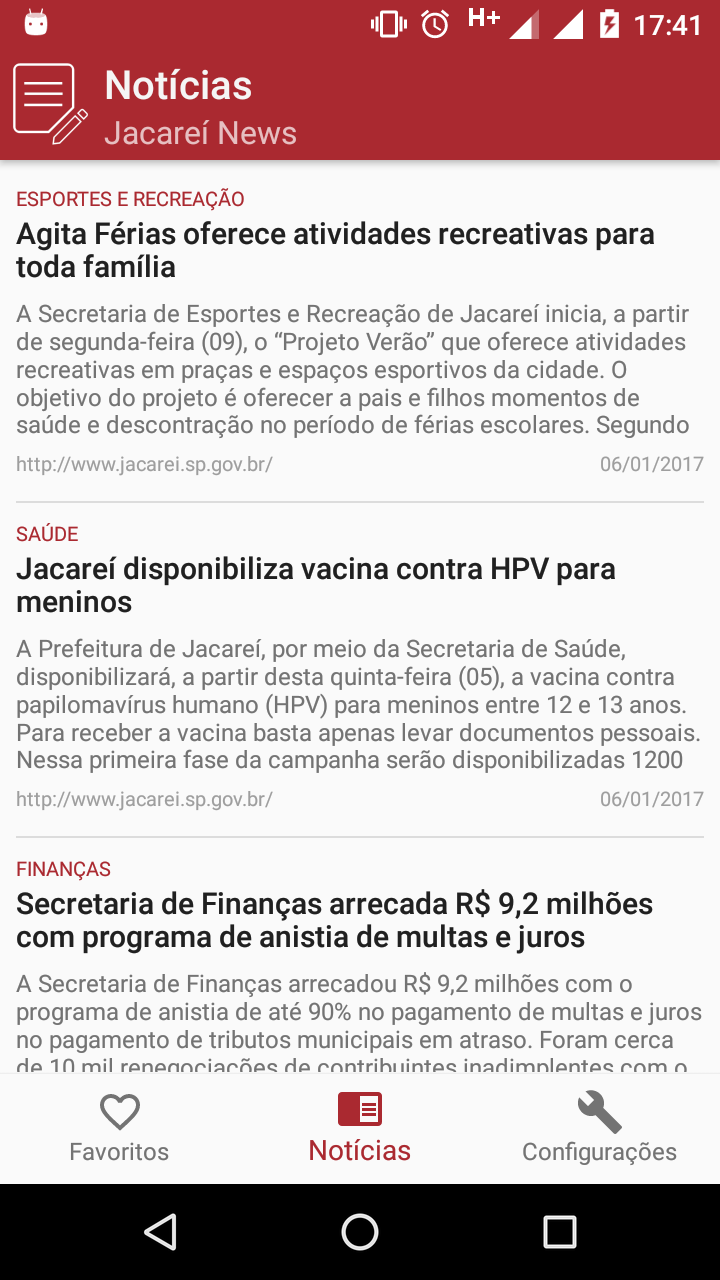 H+ 17:41
Notícias
Jacareí News
ESPORTES E RECREAÇÃO
Agita Férias oferece atividades recreativas para
toda família
A Secretaria de Esportes e Recreação de Jacareí inicia, a partir
de segunda-feira (09), o “Projeto Verão” que oferece atividades
recreativas em praças e espaços esportivos da cidade. O
objetivo do projeto é oferecer a pais e filhos momentos de
saúde e descontração no período de férias escolares. Segundo
http://www.jacarei.sp.gov.br/ 06/01/2017
SAÚDE
Jacareí disponibiliza vacina contra HPV para
meninos
A Prefeitura de Jacareí, por meio da Secretaria de Saúde,
disponibilizará, a partir desta quinta-feira (05), a vacina contra
papilomavírus humano (HPV) para meninos entre 12 e 13 anos.
Para receber a vacina basta apenas levar documentos pessoais.
Nessa primeira fase da campanha serão disponibilizadas 1200
http://www.jacarei.sp.gov.br/ 06/01/2017
FINANÇAS
Secretaria de Finanças arrecada R$ 9,2 milhões
com programa de anistia de multas e juros
A Secretaria de Finanças arrecadou R$ 9,2 milhões com o
programa de anistia de até 90% no pagamento de multas e juros
no pagamento de tributos municipais em atraso. Foram cerca
de 10 mil renegociações de contribuintes inadimplentes com o
Favoritos Notícias Configurações